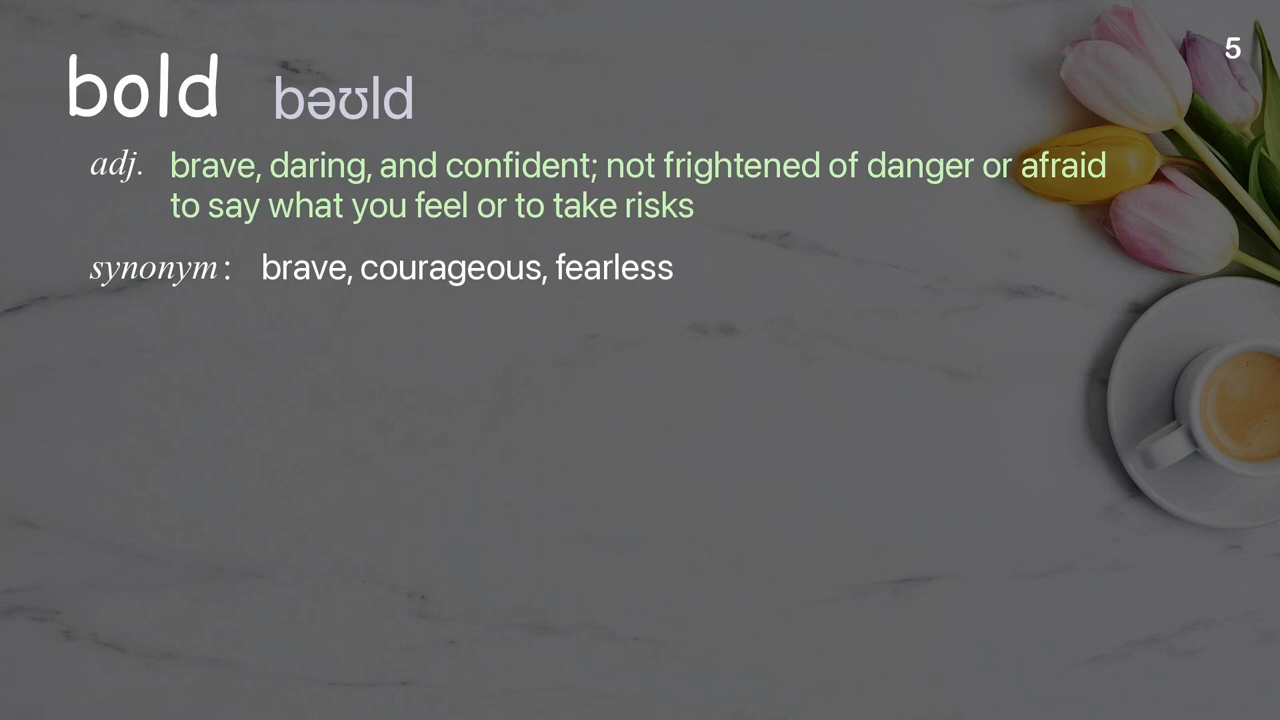 5
bold bəʊld
adj. brave, daring, and confident; not frightened of danger or afraid
to say what you feel or to take risks
synonym: brave, courageous, fearless